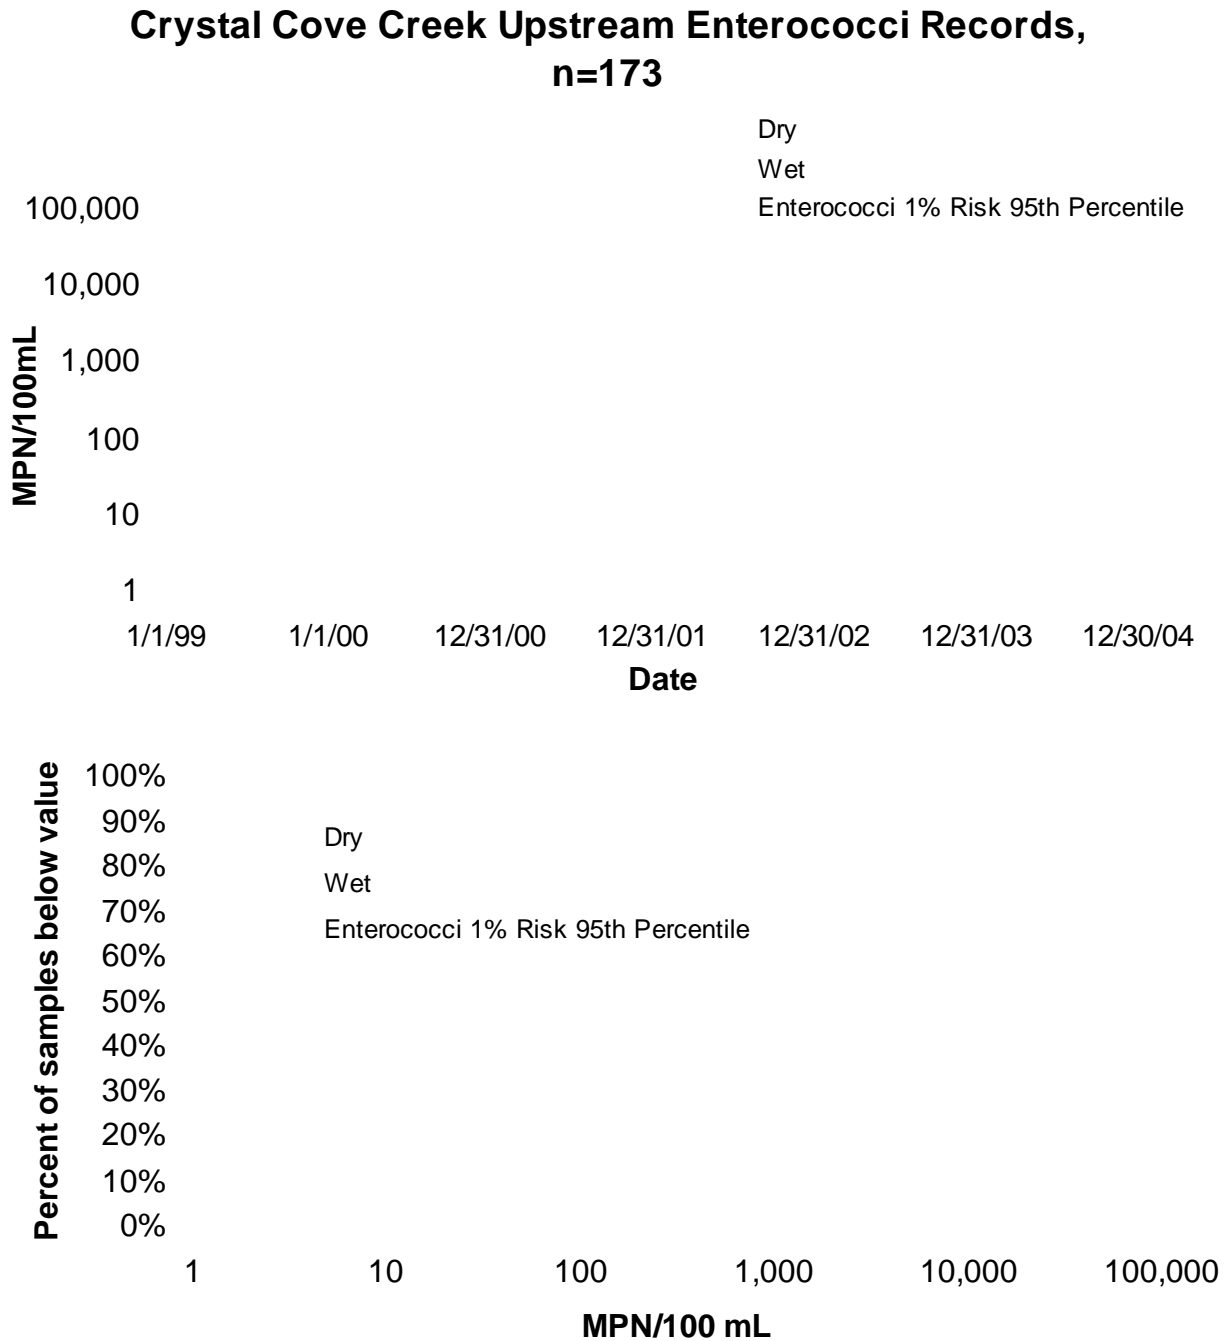 Crystal Cove Creek Upstream Enterococci Records,
n=173
Dry
Wet
Enterococci 1% Risk 95th Percentile
MPN/100mL
100,000
10,000
1,000
100
10
1
1/1/99 1/1/00 12/31/00 12/31/01 12/31/02 12/31/03 12/30/04
Date
Percent of samples below value
100%
90%
80%
70%
60%
50%
40%
30%
20%
10%
0%
Dry
Wet
Enterococci 1% Risk 95th Percentile
1 10 100 1,000 10,000 100,000
MPN/100 mL